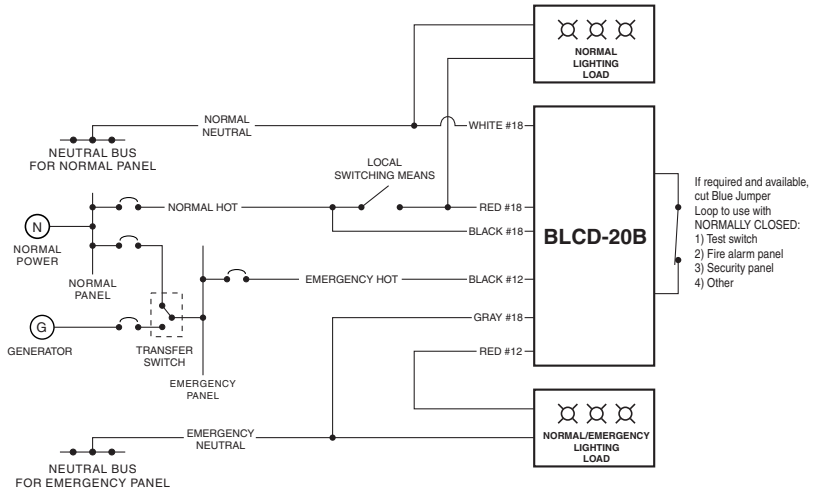 NORMAL
LIGHTING
LOAD
NORMAL
NEUTRAL
WHITE #18
NEUTRAL BUS
FOR NORMAL PANEL
LOCAL
SWITCHING MEANS
If required and available,
cut Blue Jumper
Loop to use with
NORMALLY CLOSED:
1) Test switch
2) Fire alarm panel
3) Security panel
4) Other
NORMAL HOT
RED #18
BLACK #18
BLCD-20B
N
NORMAL
POWER
NORMAL
PANEL
EMERGENCY HOT
BLACK #12
GRAY #18
G
GENERATOR
TRANSFER
SWITCH
RED #12
EMERGENCY
PANEL
EMERGENCY
NEUTRAL
NORMAL/EMERGENCY
LIGHTING
LOAD
NEUTRAL BUS
FOR EMERGENCY PANEL